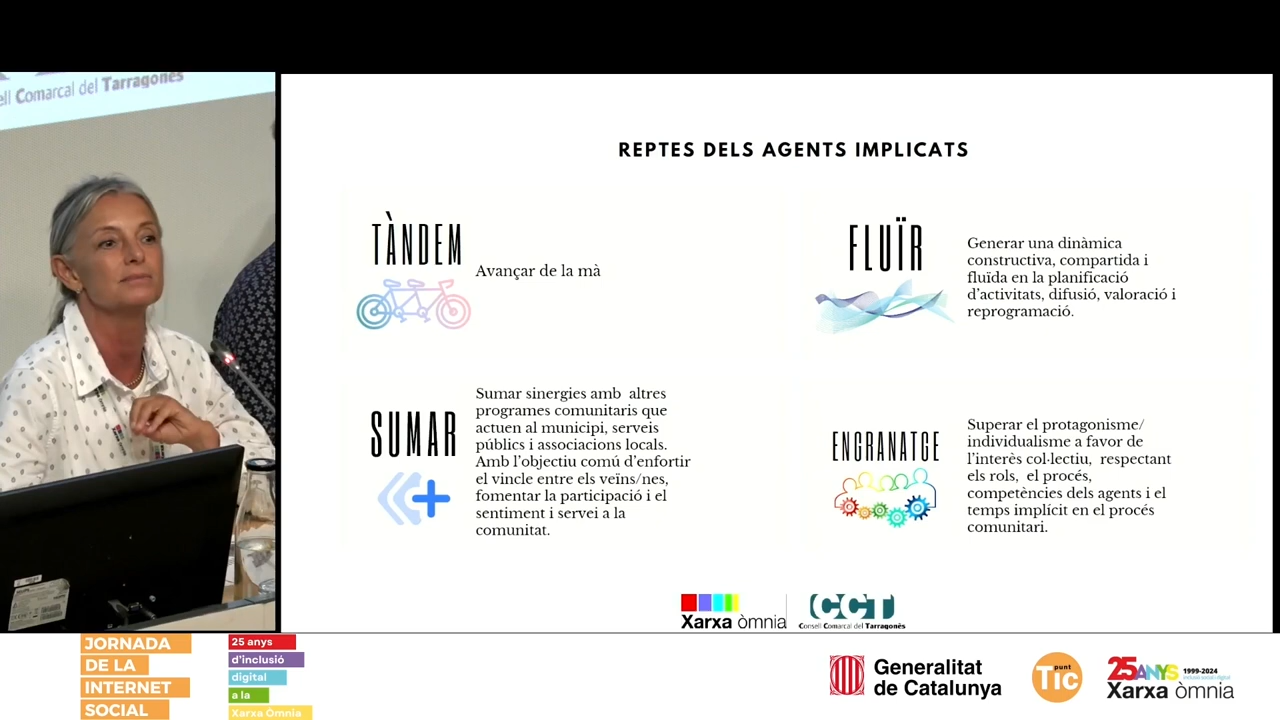 Comarcal del Tarragonès
REPTES DELS AGENTS IMPLICATS
TÀNDEM
Avançar de la mà
FLUÏR
Generar una dinàmica
constructiva, compartida i
fluïda en la planificació
d'activitats, difusió, valoració i
reprogramació.
SUMAR
Sumar sinergies amb altres
programes comunitaris que
actuen al municipi, serveis
públics i associacions locals.
Amb l'objectiu comú d'enfortir
el vincle entre els veïns/nes,
fomentar la participació i el
sentiment i servei a la
comunitat.
ENGRANATGE
Superar el protagonisme/
individualisme a favor de
l'interès col·lectiu, respectant
els rols, el procés,
competències dels agents i el
temps implícit en el procés
comunitari.
Xarxa òmnia
CCT
Consell Comarcal del Tarragonès
JORNADA
DE LA
INTERNET
SOCIAL
25 anys
d'inclusió
digital
a la
Xarxa Òmnia
Generalitat
de Catalunya
punt
Tic
25 ANYS 1999-2024
Xarxa òmnia